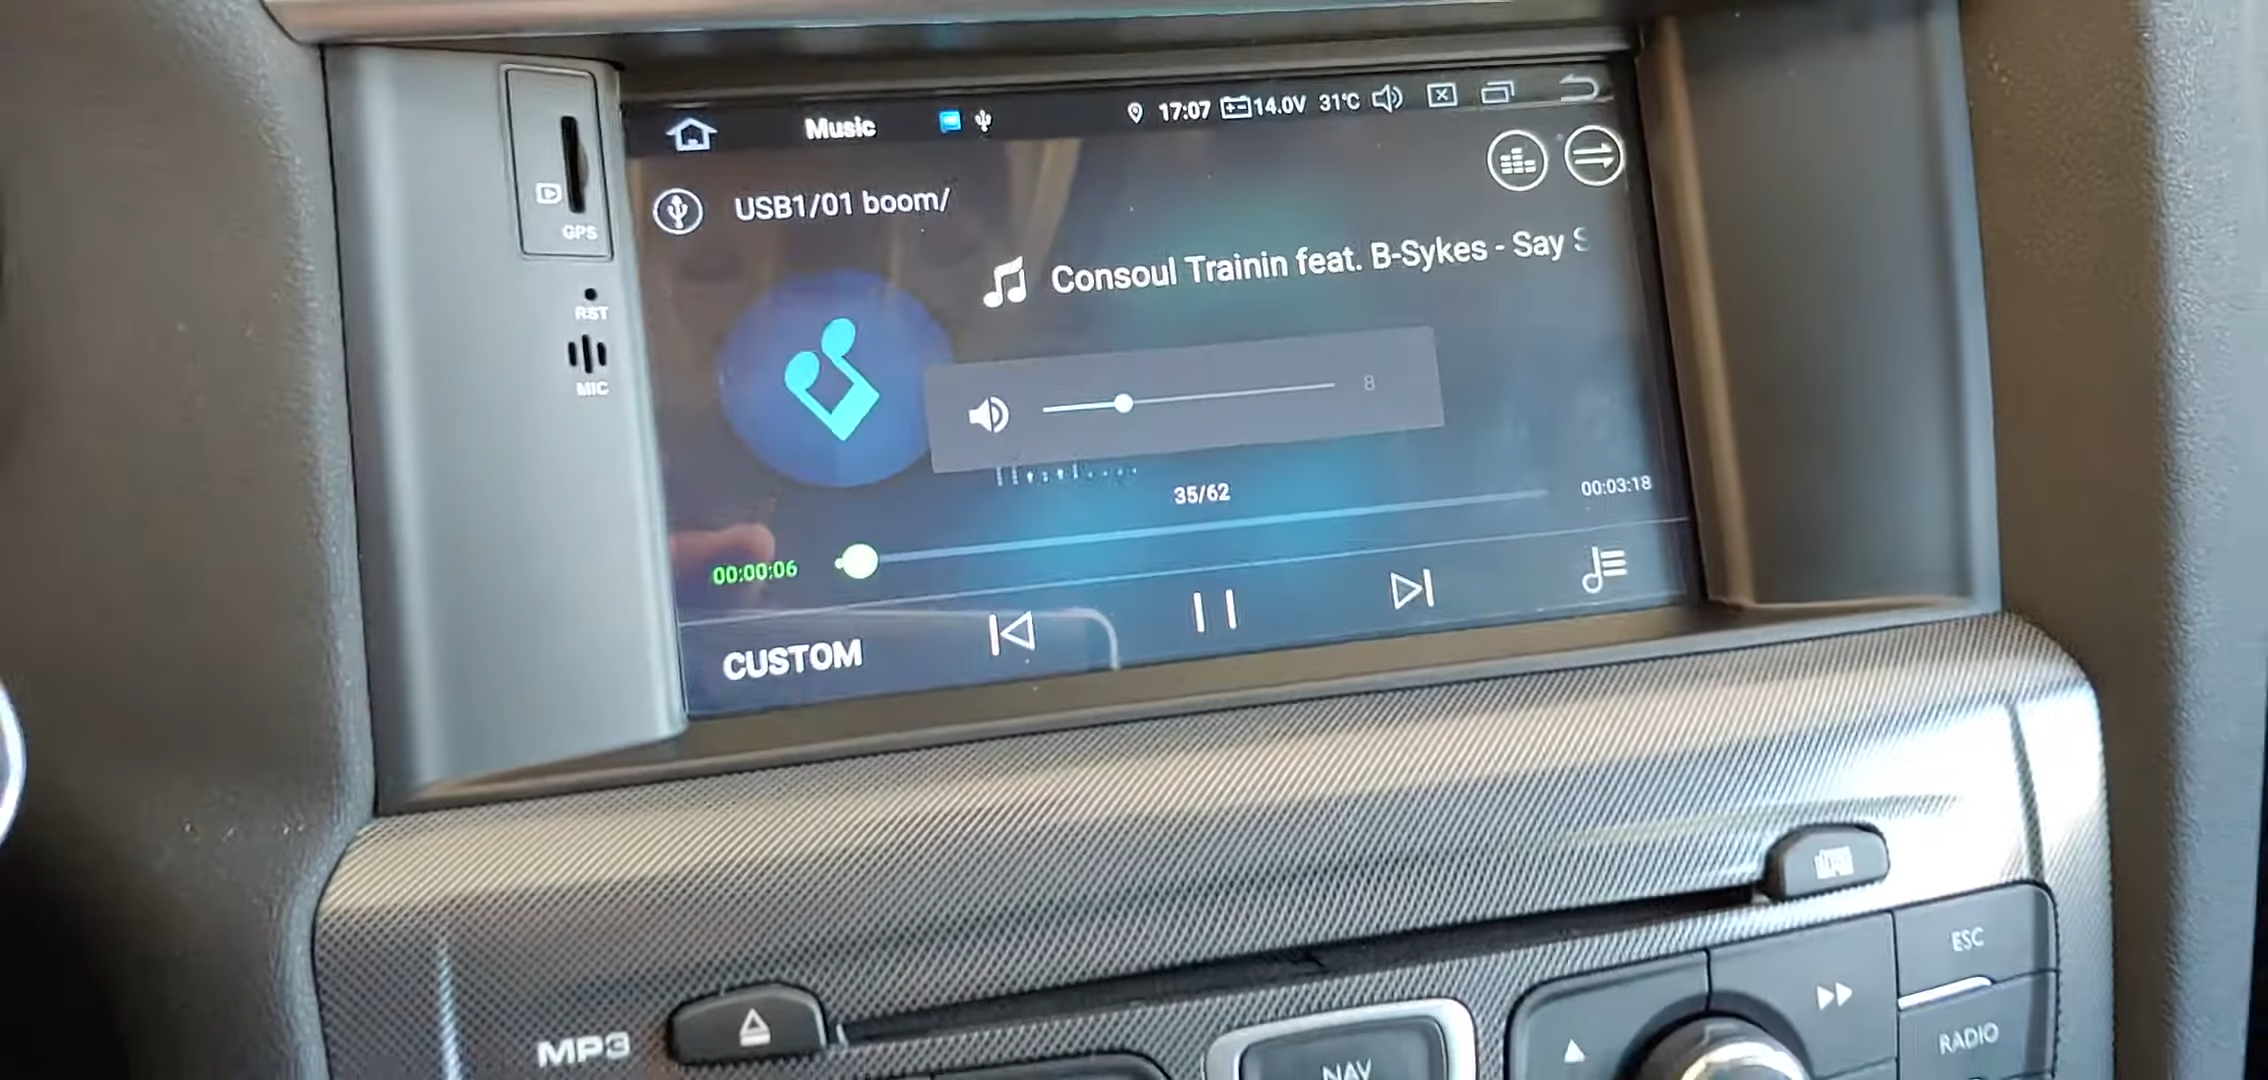 Music
17:07 14.0V 31°C
USB1/01 boom/
Consoul Trainin feat. B-Sykes - Say S
8
35/62
00:03:18
00:00:06
CUSTOM
GPS
RST
MIC
MP3
NAV
ESC
RADIO